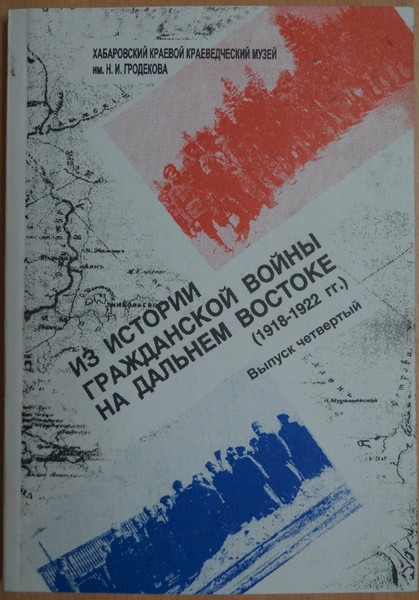 ХАБАРОВСКИЙ КРАЕВОЙ КРАЕВЕДЧЕСКИЙ МУЗЕЙ
им. Н. И. ГРОДЕКОВА
ИЗ ИСТОРИИ
ГРАЖДАНСКОЙ ВОЙНЫ
НА ДАЛЬНЕМ ВОСТОКЕ
(1918-1922 гг.)
Выпуск четвертый